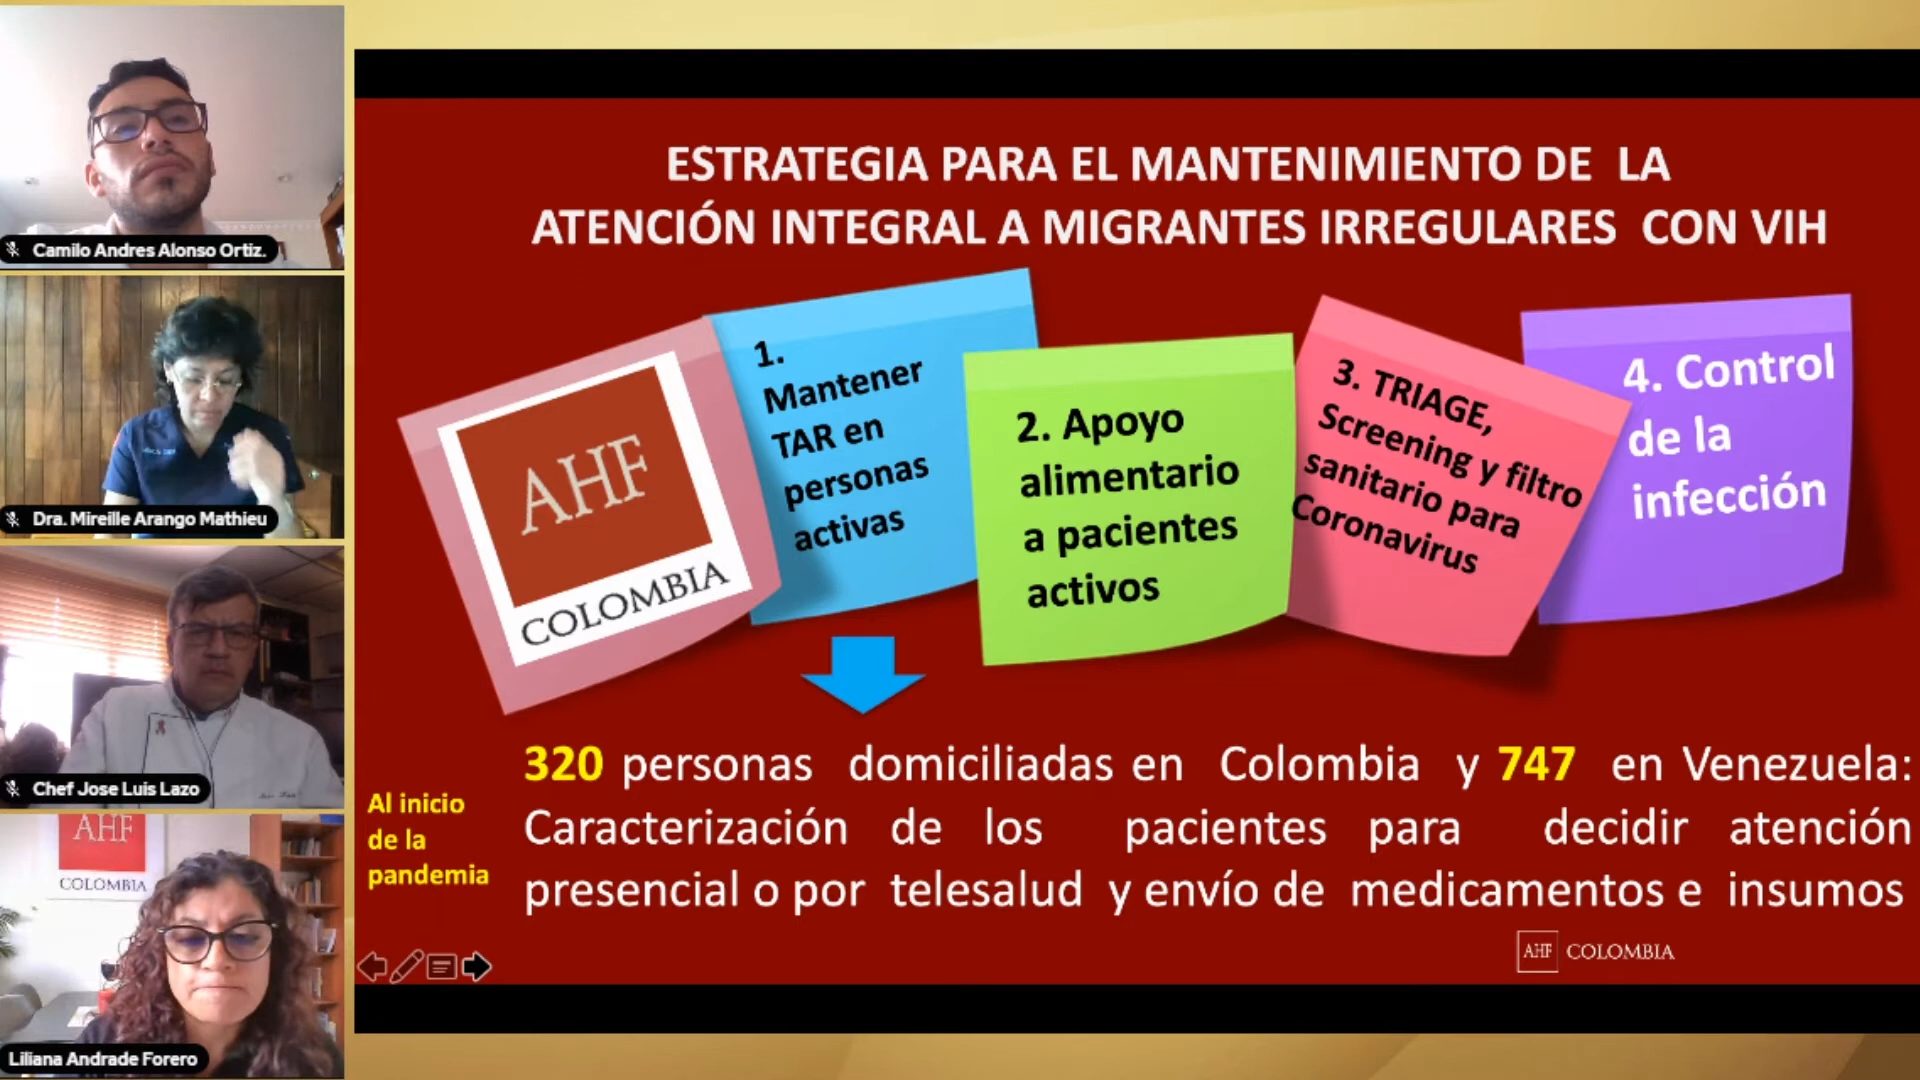 Camilo Andres Alonso Ortiz.
Dra. Mireille Arango Mathieu
Chef Jose Luis Lazo
AHF
COLOMBIA
Liliana Andrade Forero
ESTRATEGIA PARA EL MANTENIMIENTO DE LA
ATENCIÓN INTEGRAL A MIGRANTES IRREGULARES CON VIH
AHF
COLOMBIA
1.
Mantener
TAR en
personas
activas
2. Apoyo
alimentario
a pacientes
activos
3. TRIAGE,
Screening y filtro
sanitario para
Coronavirus
4. Control
de la
infección
Al inicio
de la
pandemia
320 personas domiciliadas en Colombia y 747 en Venezuela:
Caracterización de los pacientes para decidir atención
presencial o por telesalud y envío de medicamentos e insumos
AHF COLOMBIA